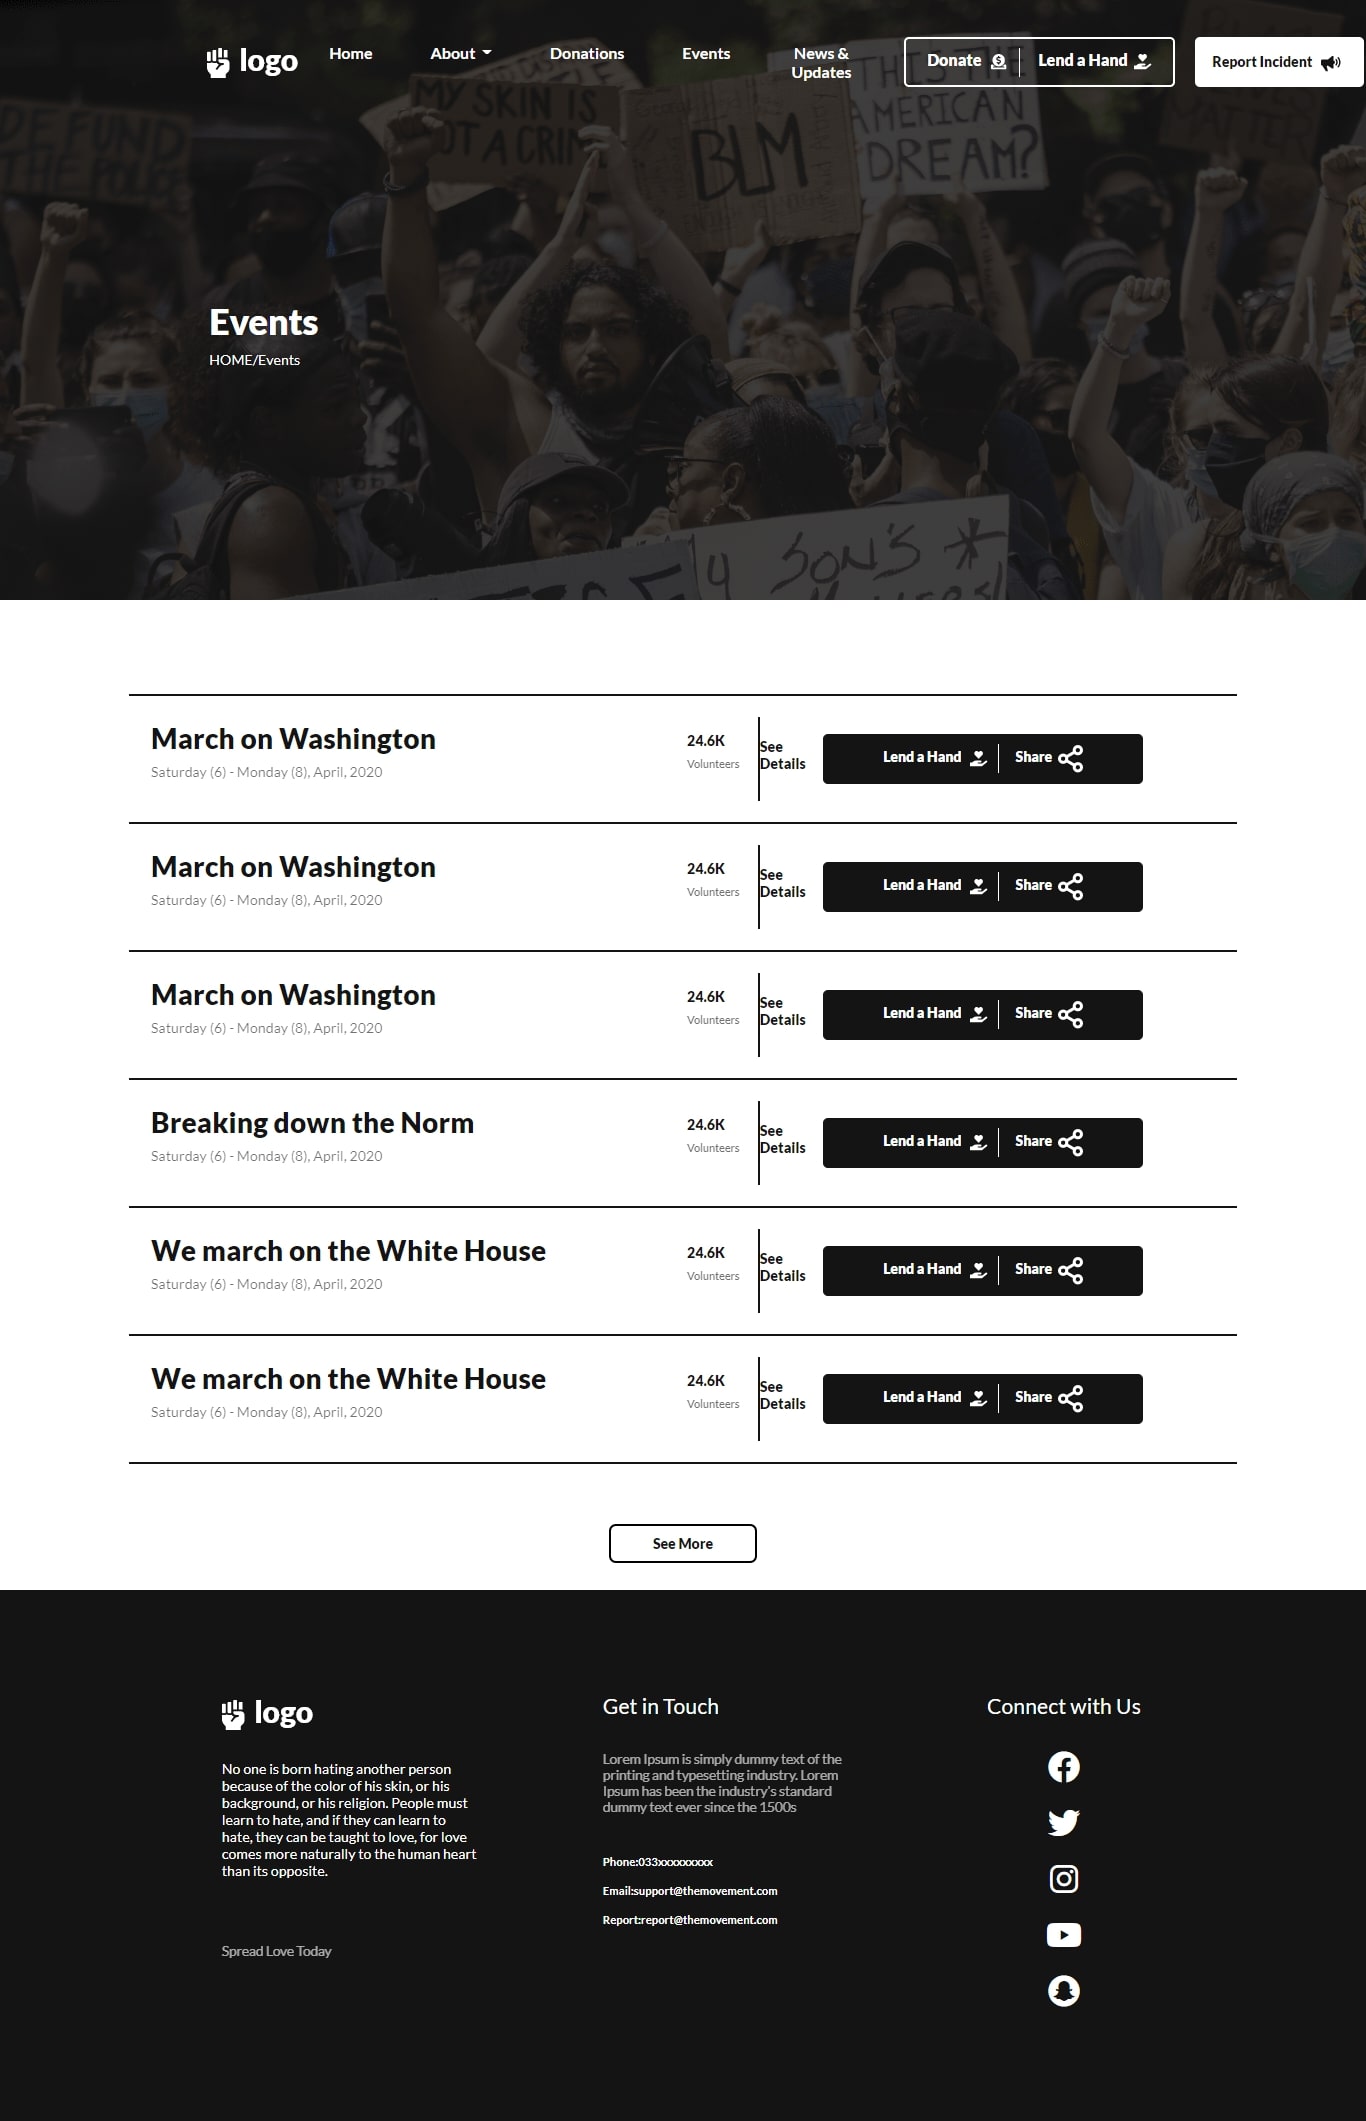 logo
Home
About
Donations
Events
News &
Updates
Donate
Lend a Hand
Report Incident
DEFUND
THE POLICE
MY SKIN IS
NOT A CRIM
BLM
THIS THE
AMERICAN
DREAM?
MATTER
Events
HOME/Events
4 SON'S *
March on Washington
Saturday (6) - Monday (8), April, 2020
24.6K
Volunteers
See
Details
Lend a Hand
Share
March on Washington
Saturday (6) - Monday (8), April, 2020
24.6K
Volunteers
See
Details
Lend a Hand
Share
March on Washington
Saturday (6) - Monday (8), April, 2020
24.6K
Volunteers
See
Details
Lend a Hand
Share
Breaking down the Norm
Saturday (6) - Monday (8), April, 2020
24.6K
Volunteers
See
Details
Lend a Hand
Share
We march on the White House
Saturday (6) - Monday (8), April, 2020
24.6K
Volunteers
See
Details
Lend a Hand
Share
We march on the White House
Saturday (6) - Monday (8), April, 2020
24.6K
Volunteers
See
Details
Lend a Hand
Share
See More
logo
No one is born hating another person
because of the color of his skin, or his
background, or his religion. People must
learn to hate, and if they can learn to
hate, they can be taught to love, for love
comes more naturally to the human heart
than its opposite.
Spread Love Today
Get in Touch
Lorem Ipsum is simply dummy text of the
printing and typesetting industry. Lorem
Ipsum has been the industry's standard
dummy text ever since the 1500s
Phone:033xxxxxxxxx
Email:support@themovement.com
Report:report@themovement.com
Connect with Us